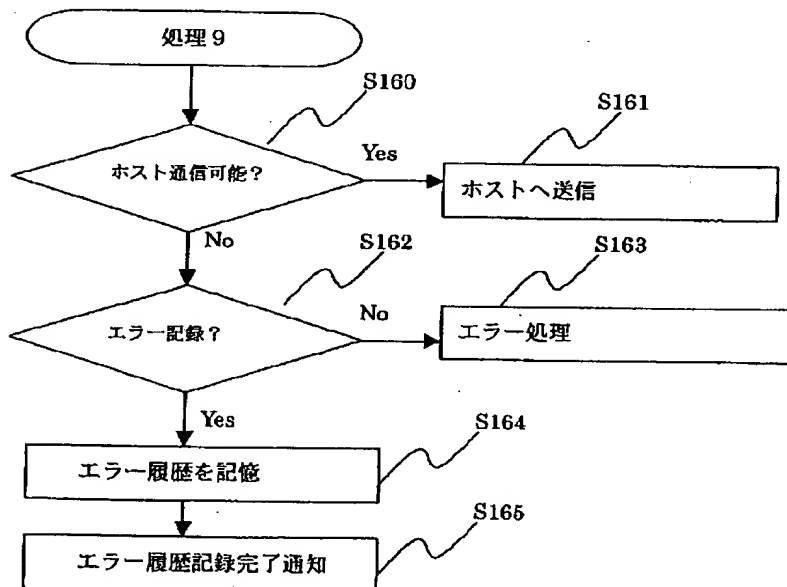 処理9
S160
ホスト通信可能?
Yes
S161
ホストへ送信
No
S162
エラー記録?
No
S163
エラー処理
Yes
S164
エラー履歴を記憶
S165
エラー履歴記録完了通知